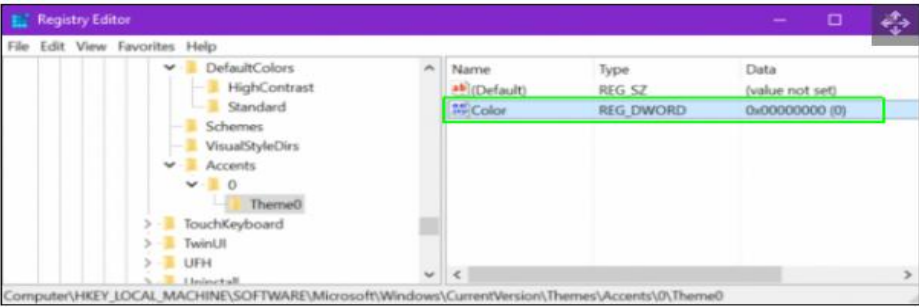 Registry Editor
File Edit View Favorites Help
DefaultColors
HighContrast
Standard
Schemes
VisualStyleDirs
Accents
0
Theme0
TouchKeyboard
TwinUI
UFH
Uninstall
Name Type Data
(Default) REG_SZ (value not set)
Color REG_DWORD 0x00000000 (0)
Computer\HKEY_LOCAL_MACHINE\SOFTWARE\Microsoft\Windows\CurrentVersion\Themes\Accents\0\Theme0